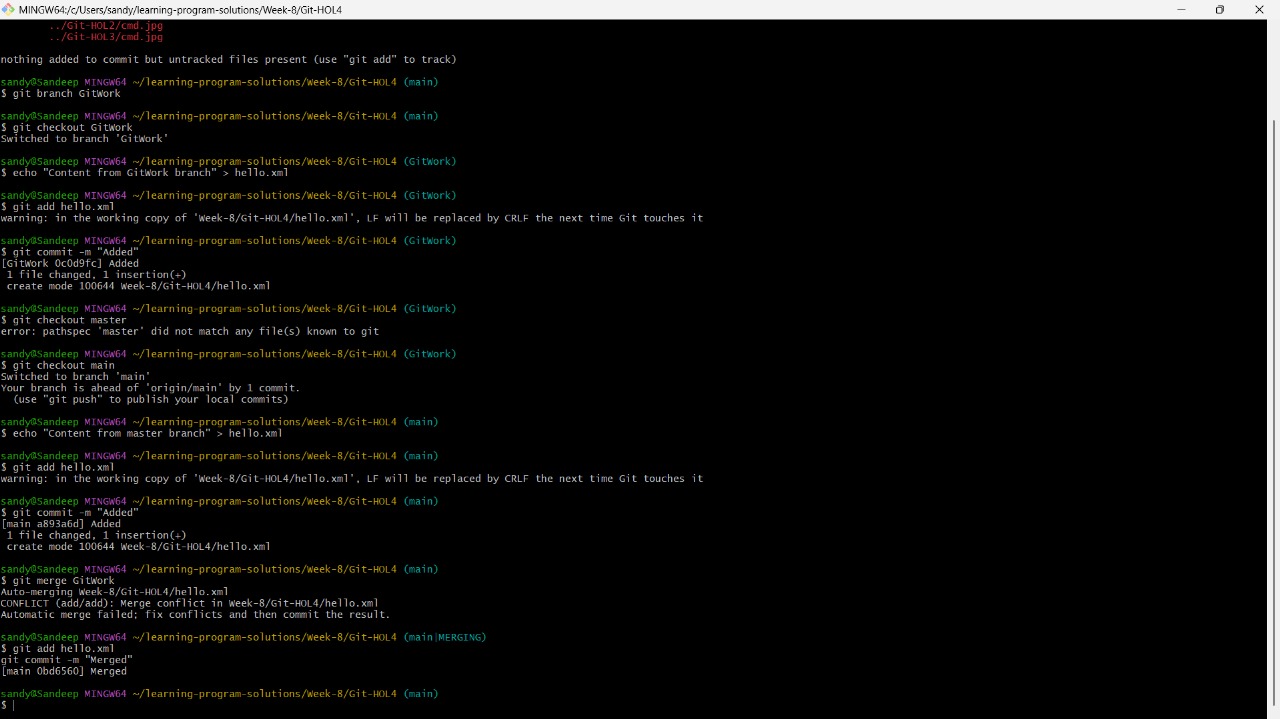 MINGW64:/c/Users/sandy/learning-program-solutions/Week-8/Git-HOL4
../Git-HOL2/cmd.jpg
../Git-HOL3/cmd.jpg
nothing added to commit but untracked files present (use "git add" to track)
sandy@Sandeep MINGW64 ~/learning-program-solutions/Week-8/Git-HOL4 (main)
$ git branch GitWork
sandy@Sandeep MINGW64 ~/learning-program-solutions/Week-8/Git-HOL4 (main)
$ git checkout GitWork
Switched to branch 'GitWork'
sandy@Sandeep MINGW64 ~/learning-program-solutions/Week-8/Git-HOL4 (GitWork)
$ echo "Content from GitWork branch" > hello.xml
sandy@Sandeep MINGW64 ~/learning-program-solutions/Week-8/Git-HOL4 (GitWork)
$ git add hello.xml
warning: in the working copy of 'Week-8/Git-HOL4/hello.xml', LF will be replaced by CRLF the next time Git touches it
sandy@Sandeep MINGW64 ~/learning-program-solutions/Week-8/Git-HOL4 (GitWork)
$ git commit -m "Added"
[GitWork 0c0d9fc] Added
1 file changed, 1 insertion(+)
create mode 100644 Week-8/Git-HOL4/hello.xml
sandy@Sandeep MINGW64 ~/learning-program-solutions/Week-8/Git-HOL4 (GitWork)
$ git checkout master
error: pathspec 'master' did not match any file(s) known to git
sandy@Sandeep MINGW64 ~/learning-program-solutions/Week-8/Git-HOL4 (GitWork)
$ git checkout main
Switched to branch 'main'
Your branch is ahead of 'origin/main' by 1 commit.
(use "git push" to publish your local commits)
sandy@Sandeep MINGW64 ~/learning-program-solutions/Week-8/Git-HOL4 (main)
$ echo "Content from master branch" > hello.xml
sandy@Sandeep MINGW64 ~/learning-program-solutions/Week-8/Git-HOL4 (main)
$ git add hello.xml
warning: in the working copy of 'Week-8/Git-HOL4/hello.xml', LF will be replaced by CRLF the next time Git touches it
sandy@Sandeep MINGW64 ~/learning-program-solutions/Week-8/Git-HOL4 (main)
$ git commit -m "Added"
[main a893a6d] Added
1 file changed, 1 insertion(+)
create mode 100644 Week-8/Git-HOL4/hello.xml
sandy@Sandeep MINGW64 ~/learning-program-solutions/Week-8/Git-HOL4 (main)
$ git merge GitWork
Auto-merging Week-8/Git-HOL4/hello.xml
CONFLICT (add/add): Merge conflict in Week-8/Git-HOL4/hello.xml
Automatic merge failed; fix conflicts and then commit the result.
sandy@Sandeep MINGW64 ~/learning-program-solutions/Week-8/Git-HOL4 (main|MERGING)
$ git add hello.xml
git commit -m "Merged"
[main 0bd6560] Merged
sandy@Sandeep MINGW64 ~/learning-program-solutions/Week-8/Git-HOL4 (main)
$